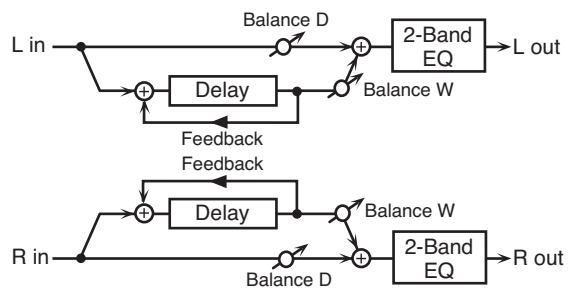 Balance D
L in
2-Band
EQ
L out
Delay
Balance W
Feedback
Feedback
Delay
Balance W
R in
2-Band
EQ
R out
Balance D